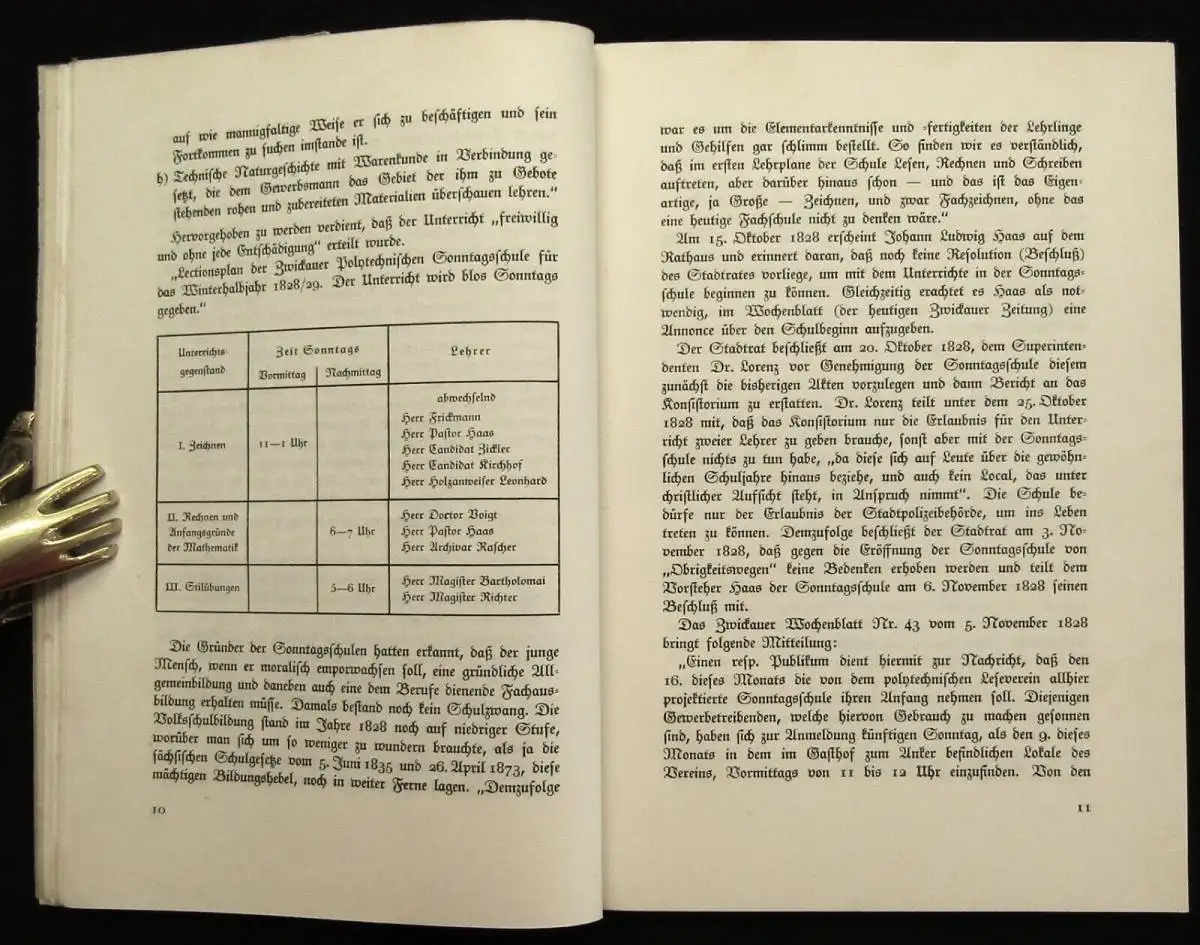 auf wie mannigfaltige Weise er sich zu beschäftigen und sein
Fortkommen zu suchen imstande ist.
h) Technische Naturgeschichte mit Warenkunde in Verbindung ge-
setzt, die dem Gewerbsmann das Gebiet der ihm zu Gebote
stehenden rohen und zubereiteten Materialien überschauen lehren.“
Hervorgehoben zu werden verdient, daß der Unterricht „freiwillig
und ohne jede Entschädigung“ erteilt wurde.
„Lectionsplan der Zwickauer Polytechnischen Sonntagsschule für
das Winterhalbjahr 1828/29. Der Unterricht wird blos Sonntags
gegeben.“
Unterrichts-
gegenstand
Zeit Sonntags
Vormittag
Nachmittag
Lehrer
I. Zeichnen
11—1 Uhr
abwechselnd
Herr Frickmann
Herr Pastor Haas
Herr Candidat Zickler
Herr Candidat Kirchhof
Herr Holzanweiser Leonhard
II. Rechnen und
Anfangsgründe
der Mathematik
6—7 Uhr
Herr Doctor Voigt
Herr Pastor Haas
Herr Archivar Rascher
III. Stilübungen
5—6 Uhr
Herr Magister Bartholomai
Herr Magister Richter
Die Gründer der Sonntagsschulen hatten erkannt, daß der junge
Mensch, wenn er moralisch emporwachsen soll, eine gründliche All-
gemeinbildung und daneben auch eine dem Berufe dienende Fachaus-
bildung erhalten müsse. Damals bestand noch kein Schulzwang. Die
Volksschulbildung stand im Jahre 1828 noch auf niedriger Stufe,
worüber man sich um so weniger zu wundern brauchte, als ja die
sächsischen Schulgesetze vom 5. Juni 1835 und 26. April 1873, diese
mächtigen Bildungshebel, noch in weiter Ferne lagen. „Demzufolge
10
war es um die Elementarkenntnisse und -fertigkeiten der Lehrlinge
und Gehilfen gar schlimm bestellt. So finden wir es verständlich,
daß im ersten Lehrplane der Schule Lesen, Rechnen und Schreiben
auftreten, aber darüber hinaus schon — und das ist das Eigen-
artige, ja Große — Zeichnen, und zwar Fachzeichnen, ohne das
eine heutige Fachschule nicht zu denken wäre.“
Am 15. Oktober 1828 erscheint Johann Ludwig Haas auf dem
Rathaus und erinnert daran, daß noch keine Resolution (Beschluß)
des Stadtrates vorliege, um mit dem Unterrichte in der Sonntags-
schule beginnen zu können. Gleichzeitig erachtet es Haas als not-
wendig, im Wochenblatt (der heutigen Zwickauer Zeitung) eine
Annonce über den Schulbeginn aufzugeben.
Der Stadtrat beschließt am 20. Oktober 1828, dem Superinten-
denten Dr. Lorenz vor Genehmigung der Sonntagsschule diesem
zunächst die bisherigen Akten vorzulegen und dann Bericht an das
Konsistorium zu erstatten. Dr. Lorenz teilt unter dem 25. Oktober
1828 mit, daß das Konsistorium nur die Erlaubnis für den Unter-
richt zweier Lehrer zu geben brauche, sonst aber mit der Sonntags-
schule nichts zu tun habe, „da diese sich auf Leute über die gewöhn-
lichen Schuljahre hinaus beziehe, und auch kein Local, das unter
christlicher Aufsicht steht, in Anspruch nimmt“. Die Schule be-
dürfe nur der Erlaubnis der Stadtpolizeibehörde, um ins Leben
treten zu können. Demzufolge beschließt der Stadtrat am 3. No-
vember 1828, daß gegen die Eröffnung der Sonntagsschule von
„Obrigkeitswegen“ keine Bedenken erhoben werden und teilt dem
Vorsteher Haas der Sonntagsschule am 6. November 1828 seinen
Beschluß mit.
Das Zwickauer Wochenblatt Nr. 43 vom 5. November 1828
bringt folgende Mitteilung:
„Einen resp. Publikum dient hiermit zur Nachricht, daß den
16. dieses Monats die von dem polytechnischen Leseverein allhier
projektierte Sonntagsschule ihren Anfang nehmen soll. Diejenigen
Gewerbetreibenden, welche hiervon Gebrauch zu machen gesonnen
sind, haben sich zur Anmeldung künftigen Sonntag, als den 9. dieses
Monats in dem im Gasthof zum Anker befindlichen Lokale des
Vereins, Vormittags von 11 bis 12 Uhr einzufinden. Von den
11